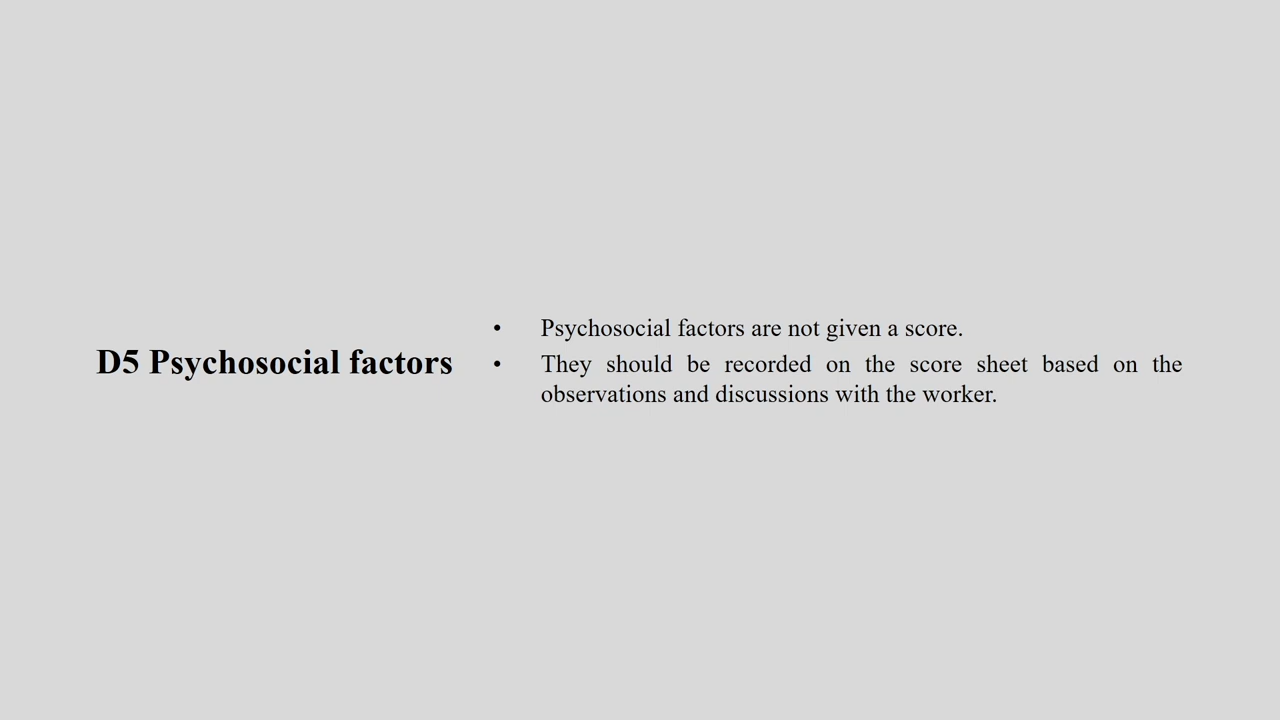 D5 Psychosocial factors
• Psychosocial factors are not given a score.
• They should be recorded on the score sheet based on the
observations and discussions with the worker.